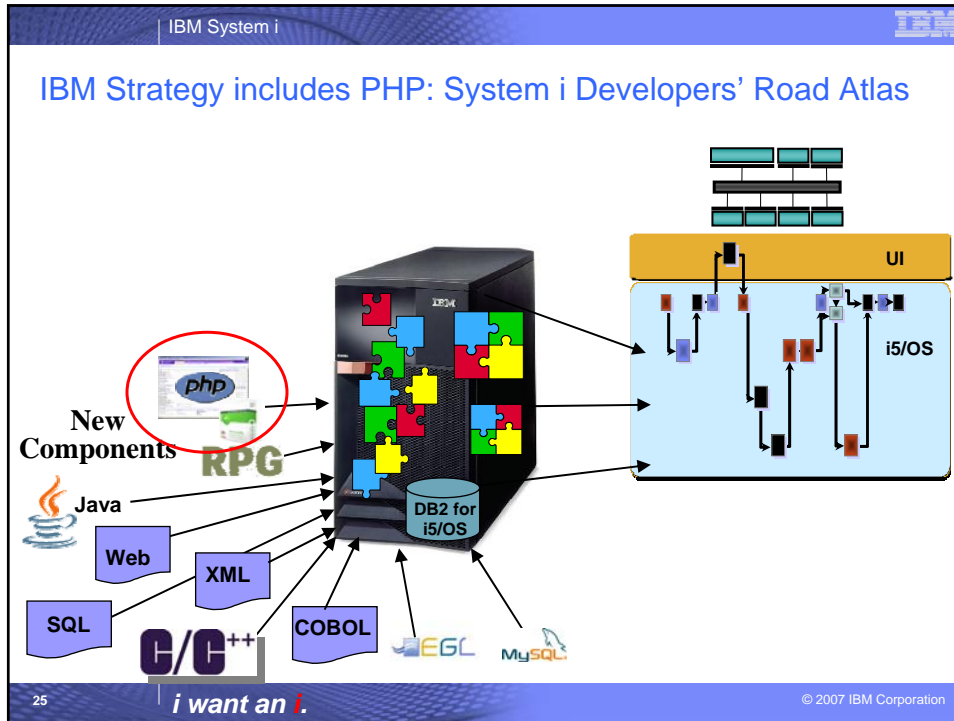 IBM System i
IBM
IBM Strategy includes PHP: System i Developers' Road Atlas
UI
i5/OS
IBM
php
New
Components
RPG
Java
DB2 for
i5/OS
Web
XML
SQL
C/C++
COBOL
EGL
MySQL
25
i want an i.
© 2007 IBM Corporation